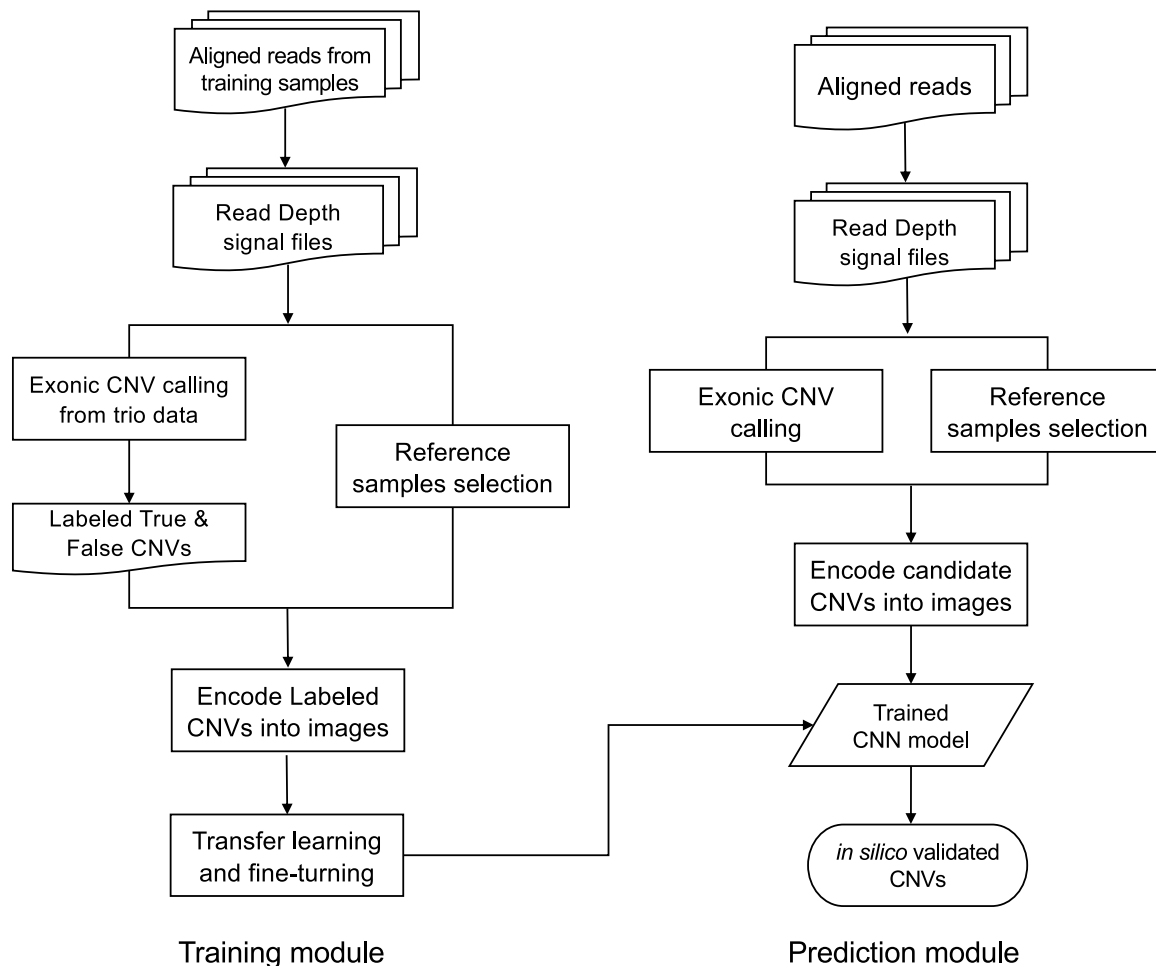 Aligned reads from
training samples
Read Depth
signal files
Exonic CNV calling
from trio data
Reference
samples selection
Labeled True &
False CNVs
Encode Labeled
CNVs into images
Transfer learning
and fine-turning
Training module
Aligned reads
Read Depth
signal files
Exonic CNV
calling
Reference
samples selection
Encode candidate
CNVs into images
Trained
CNN model
in silico validated
CNVs
Prediction module